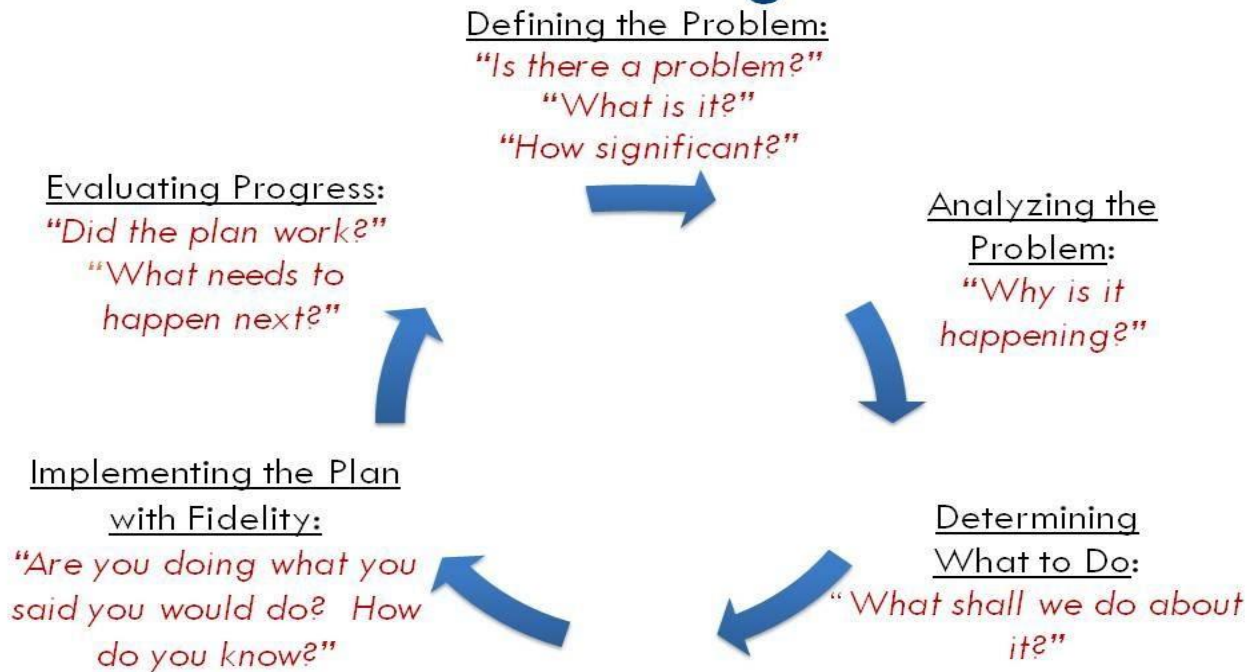 Defining the Problem:
“Is there a problem?”
“What is it?”
“How significant?”
Analyzing the
Problem:
“Why is it
happening?”
Determining
What to Do:
“What shall we do about
it?”
Implementing the Plan
with Fidelity:
“Are you doing what you
said you would do?  How
do you know?”
Evaluating Progress:
“Did the plan work?”
“What needs to
happen next?”